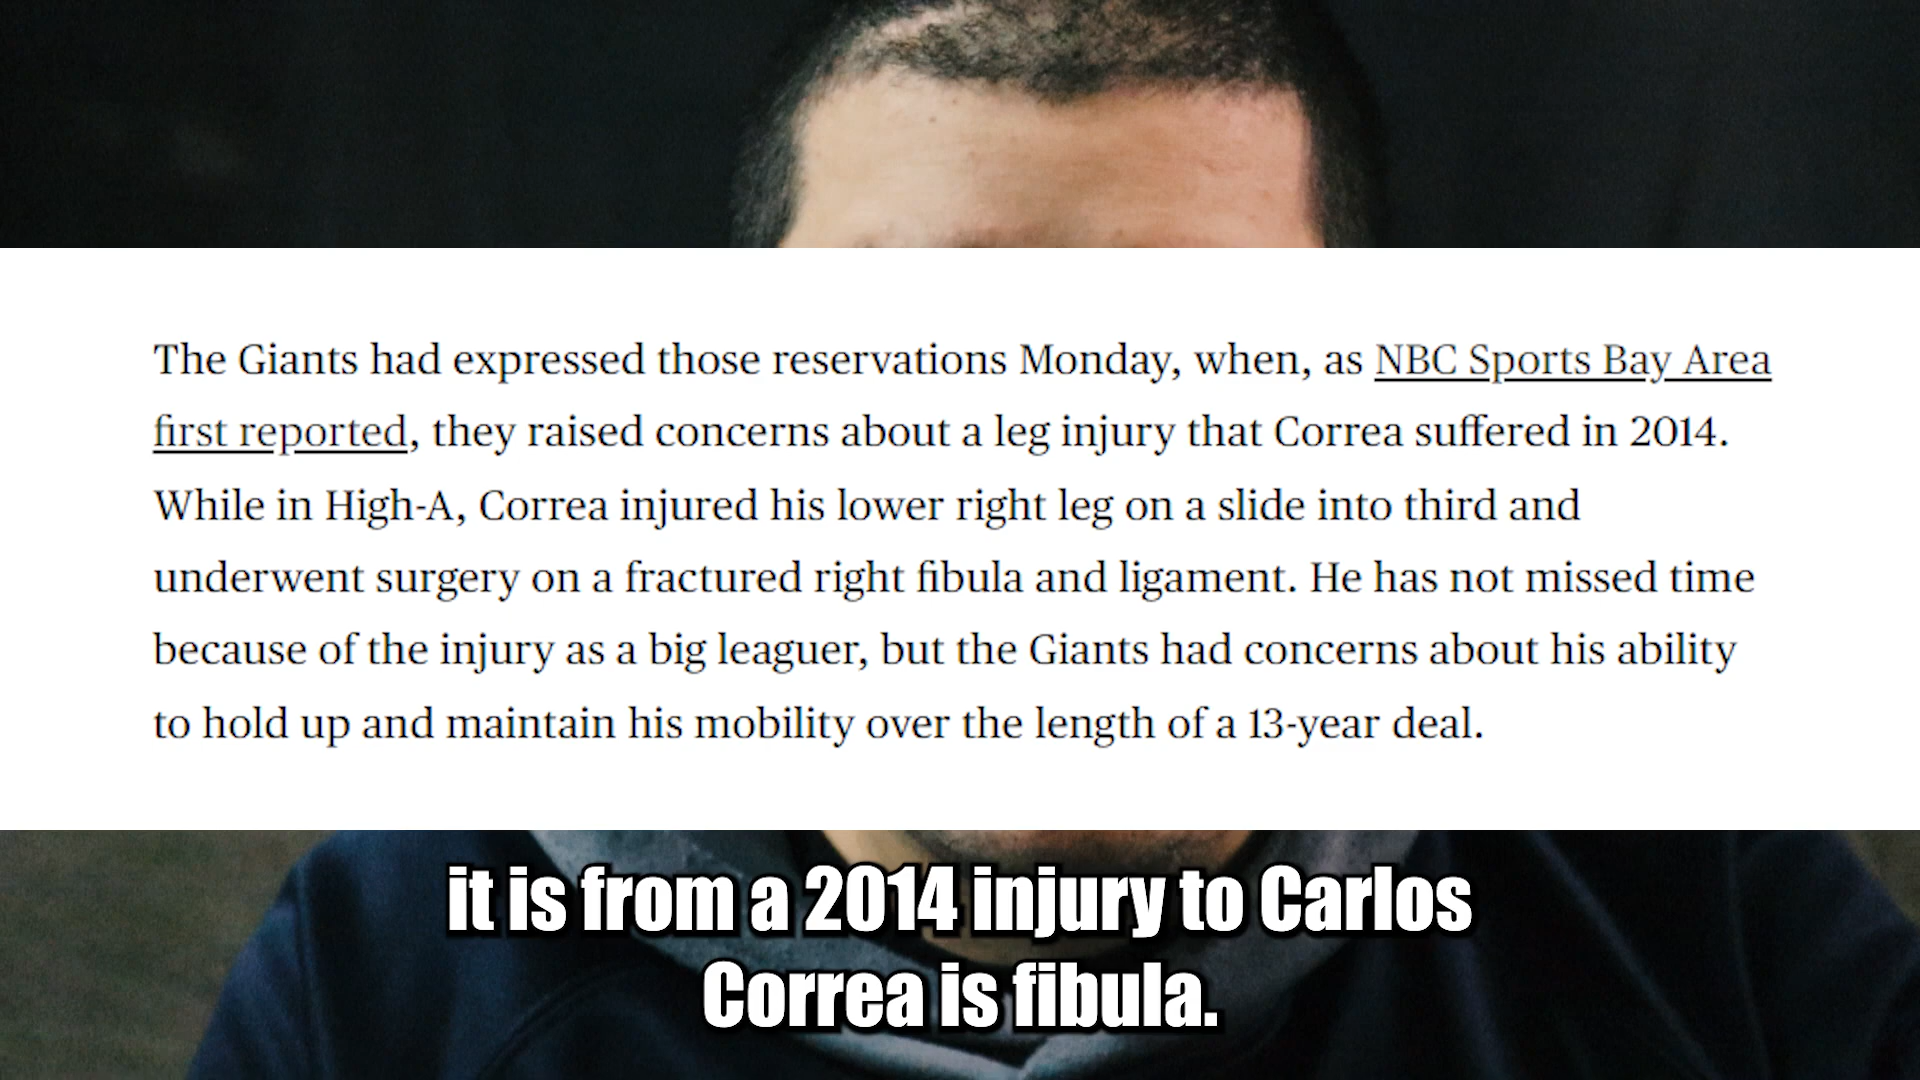 The Giants had expressed those reservations Monday, when, as NBC Sports Bay Area
first reported, they raised concerns about a leg injury that Correa suffered in 2014.
While in High-A, Correa injured his lower right leg on a slide into third and
underwent surgery on a fractured right fibula and ligament. He has not missed time
because of the injury as a big leaguer, but the Giants had concerns about his ability
to hold up and maintain his mobility over the length of a 13-year deal.
it is from a 2014 injury to Carlos
Correa is fibula.